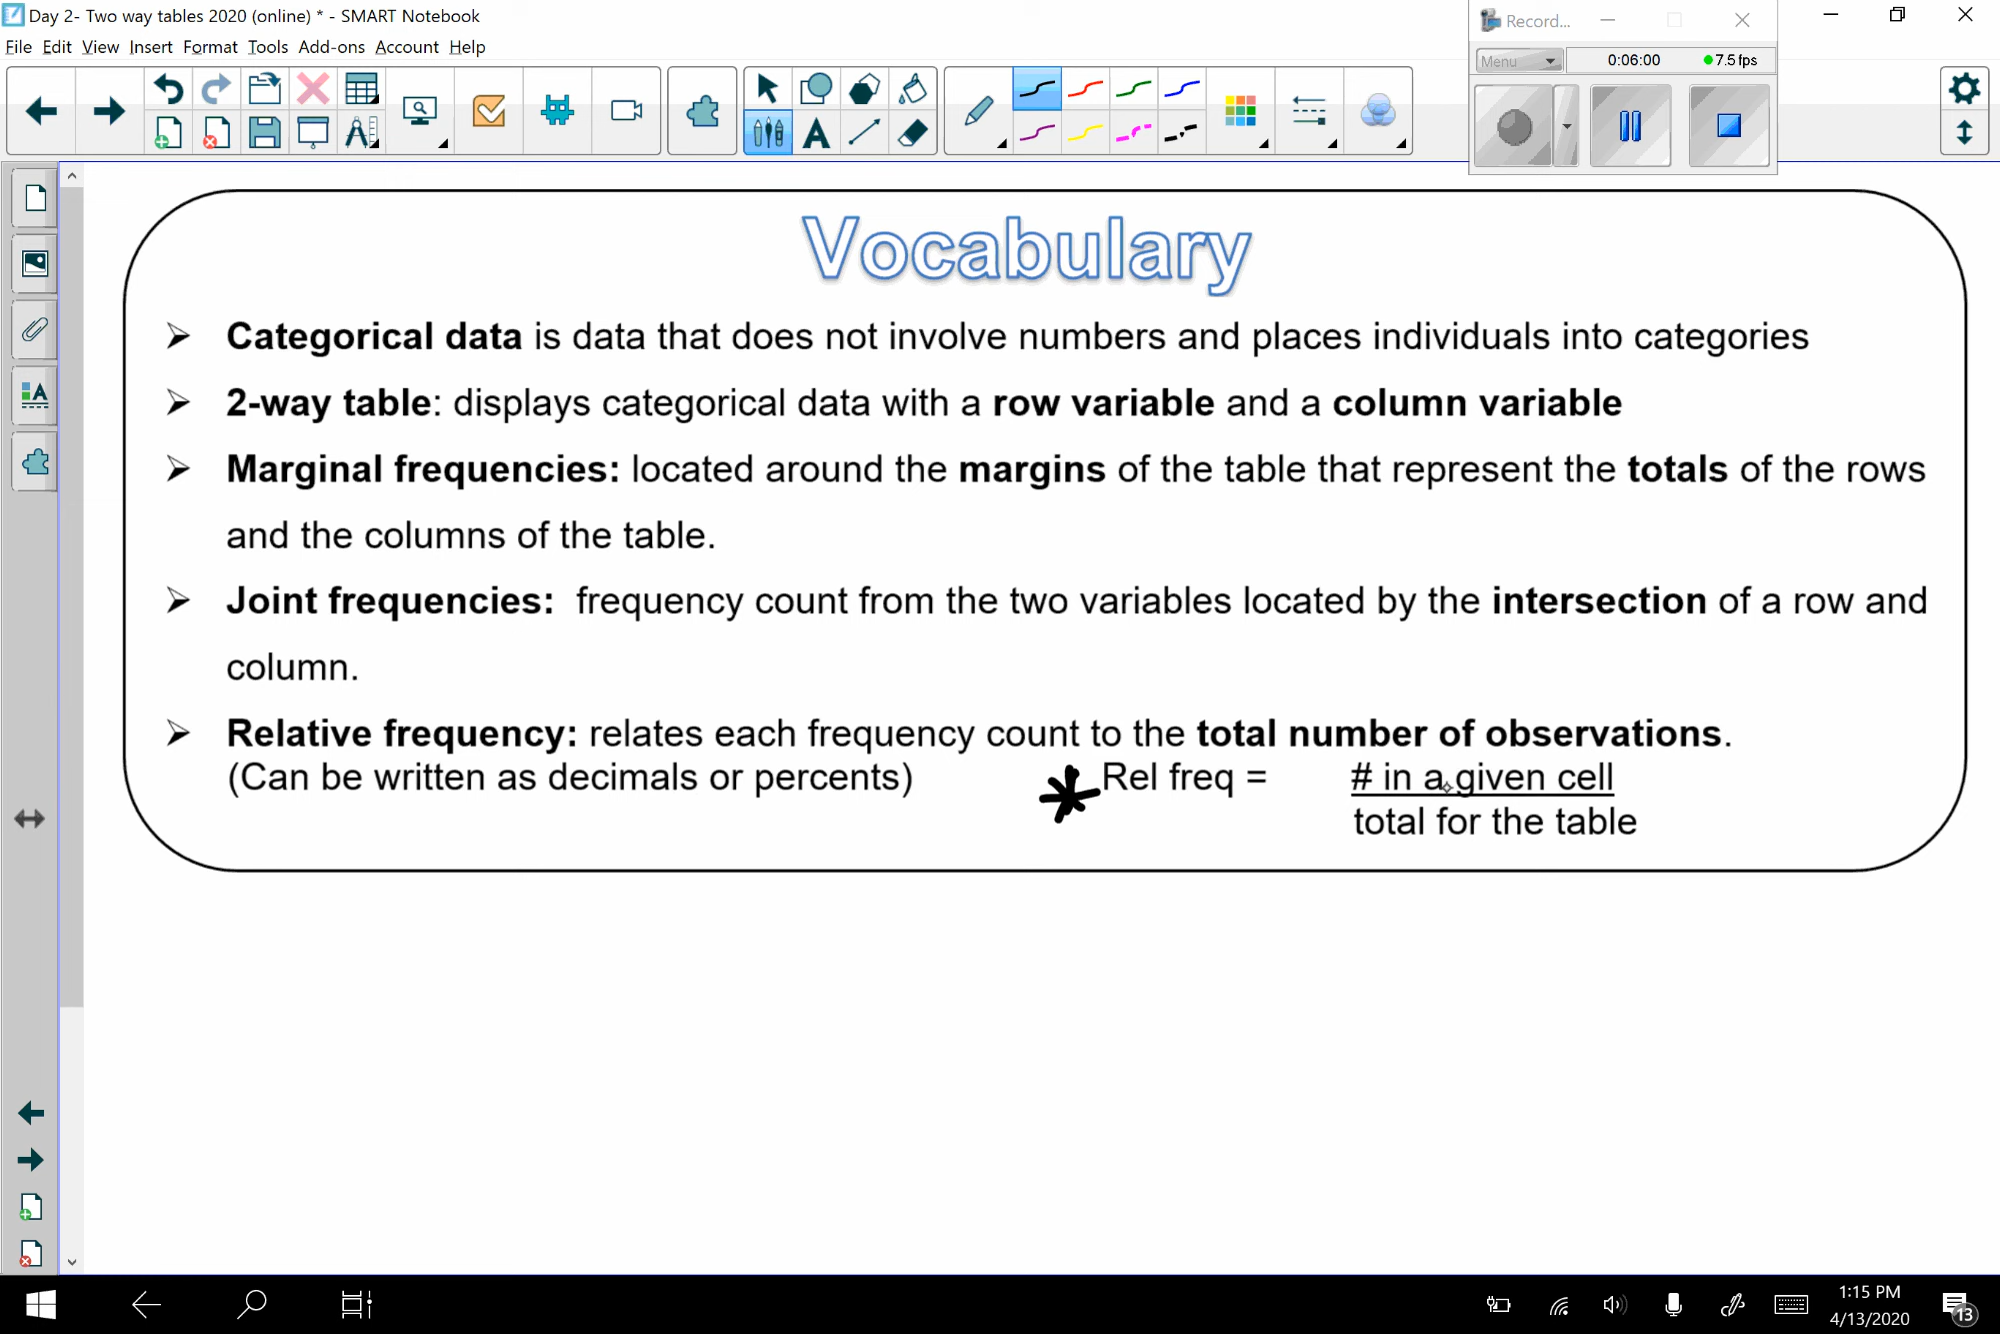 Day 2- Two way tables 2020 (online) * - SMART Notebook
Record...
File Edit View Insert Format Tools Add-ons Account Help
Menu 0:06:00 7.5 fps
Vocabulary
➢ Categorical data is data that does not involve numbers and places individuals into categories
➢ 2-way table: displays categorical data with a row variable and a column variable
➢ Marginal frequencies: located around the margins of the table that represent the totals of the rows
and the columns of the table.
➢ Joint frequencies: frequency count from the two variables located by the intersection of a row and
column.
➢ Relative frequency: relates each frequency count to the total number of observations.
(Can be written as decimals or percents) * Rel freq = # in a given cell
total for the table
1:15 PM
4/13/2020
13